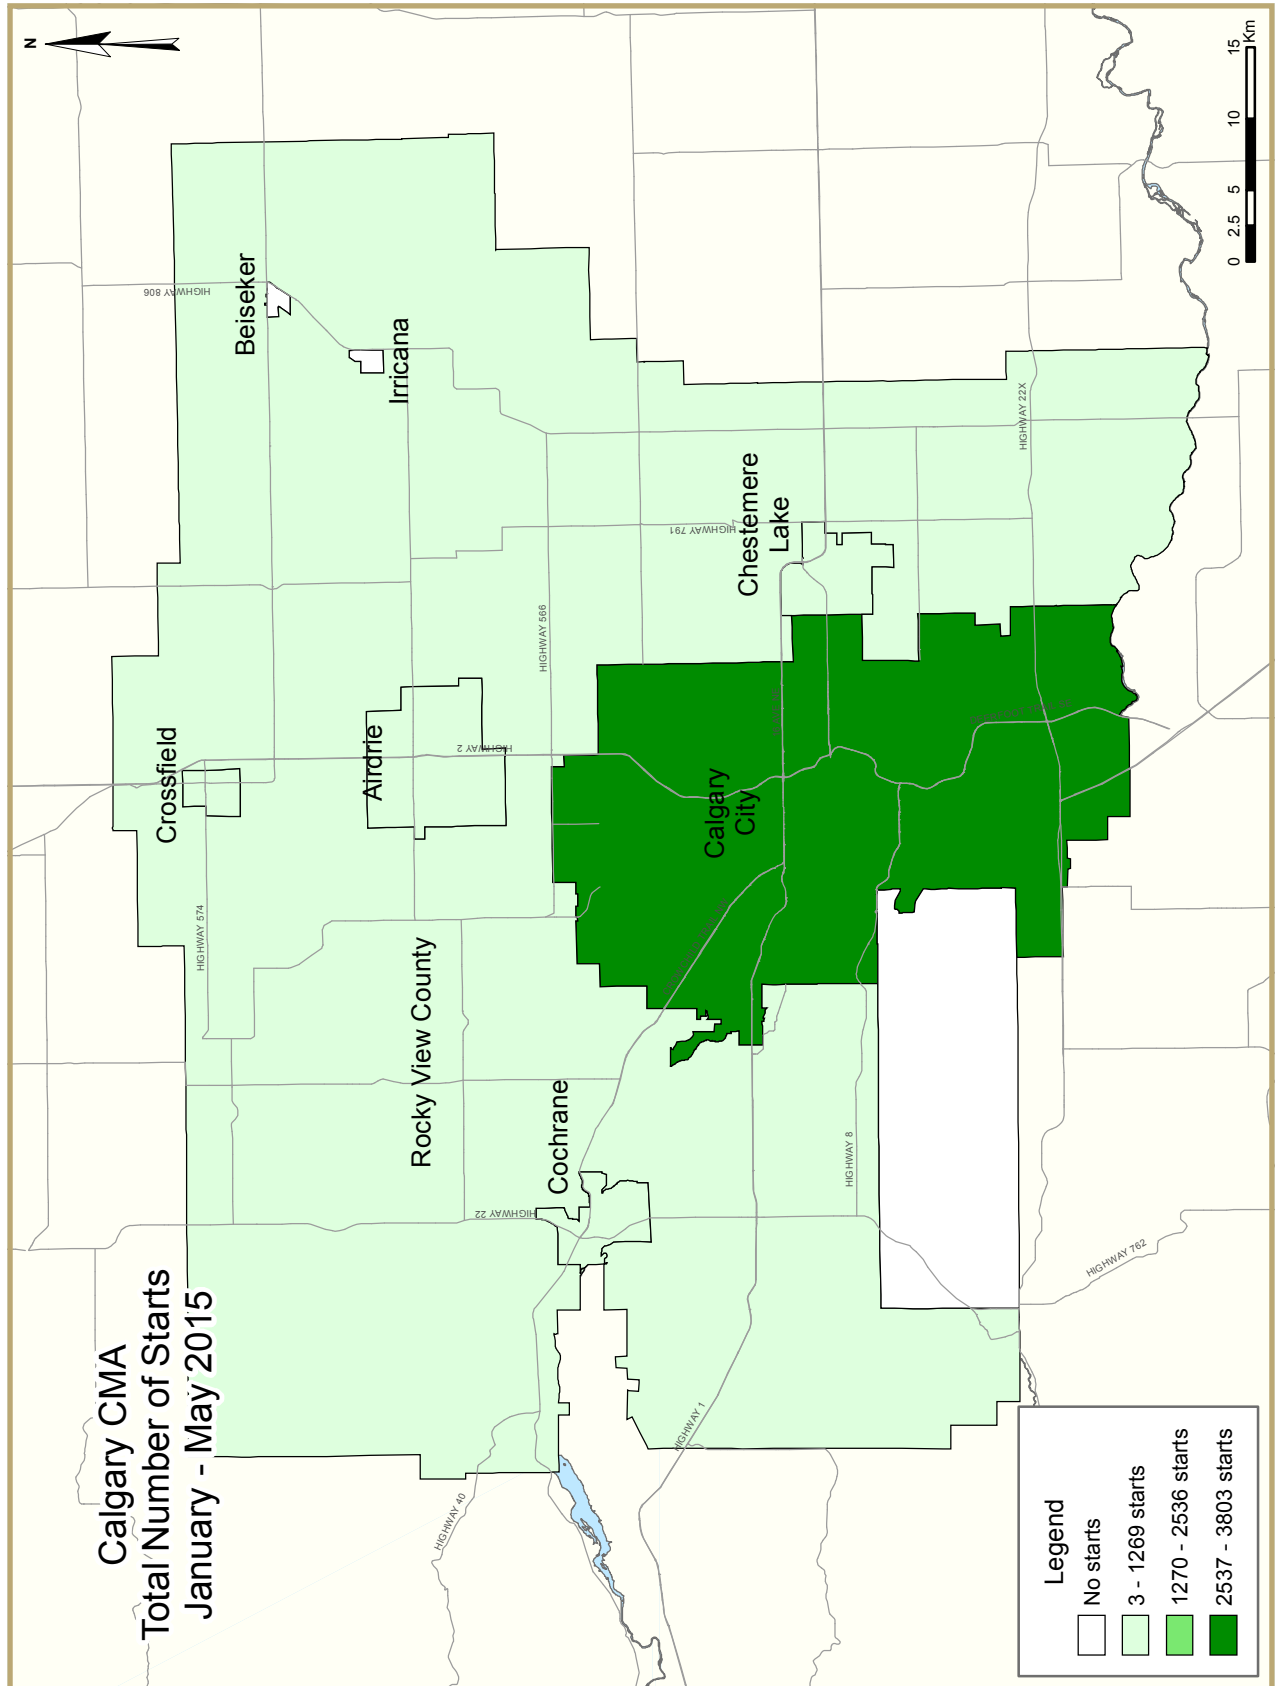 Calgary CMA
Total Number of Starts
January - May 2015
N
HIGHWAY 806
Beiseker
Irricana
Crossfield
HIGHWAY 574
Airdrie
HIGHWAY 2
HIGHWAY 566
HIGHWAY 791
Chestemere
Lake
HIGHWAY 22X
Rocky View County
Calgary
City
Cochrane
HIGHWAY 22
HIGHWAY 8
HIGHWAY 1
HIGHWAY 40
HIGHWAY 762
Legend
No starts
3 - 1269 starts
1270 - 2536 starts
2537 - 3803 starts
0 2.5 5 10 15
Km